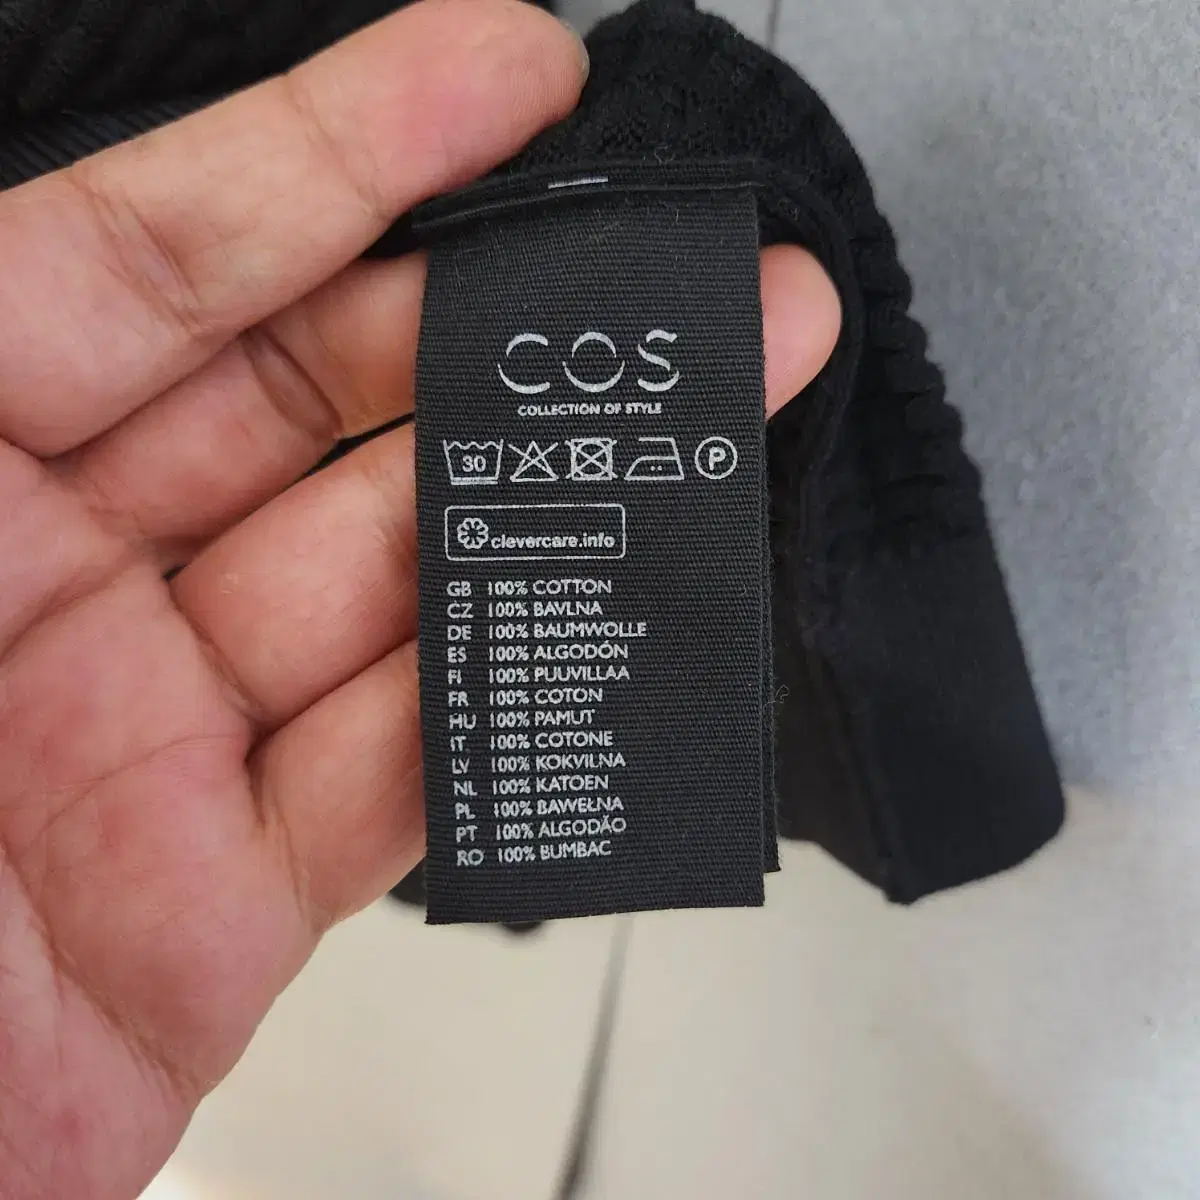 COS
COLLECTION OF STYLE
30 P
clevercare.info
GB 100% COTTON
CZ 100% BAVLNA
DE 100% BAUMWOLLE
ES 100% ALGODÓN
FI 100% PUUVILLAA
FR 100% COTON
HU 100% PAMUT
IT 100% COTONE
LV 100% KOKVILNA
NL 100% KATOEN
PL 100% BAWEŁNA
PT 100% ALGODÃO
RO 100% BUMBAC